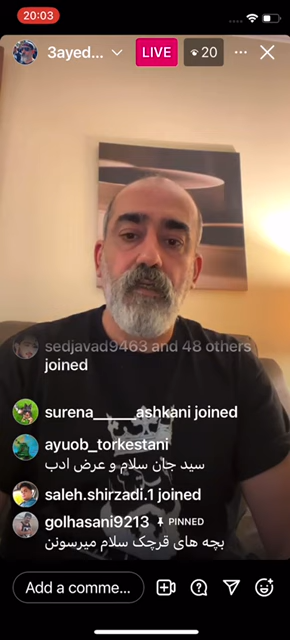 20:03
3ayed...
LIVE
20
sedjavad9463 and 48 others
joined
surena_____ashkani joined
ayuob_torkestani
سید جان سلام و عرض ادب
saleh.shirzadi.1 joined
golhasani9213 PINNED
بچه های قرچک سلام میرسونن
Add a comme...